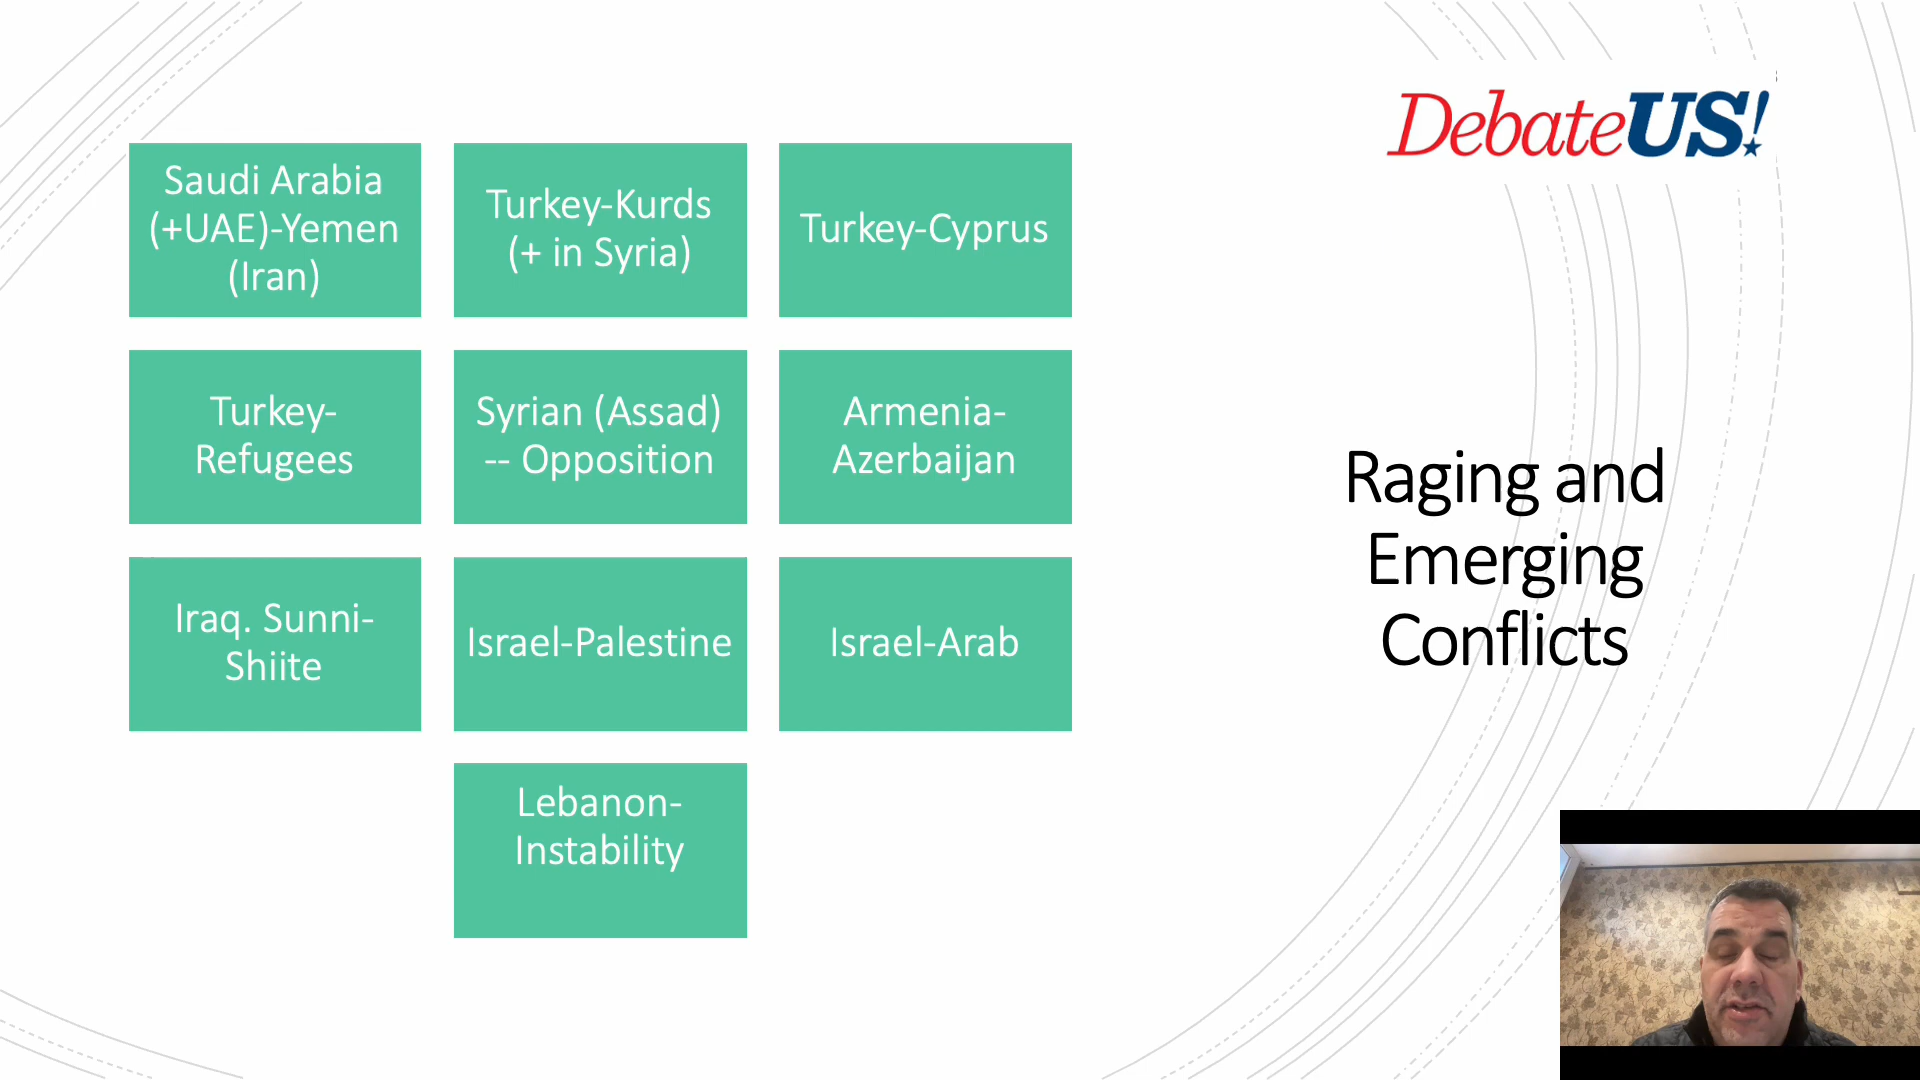 DebateUS!
Saudi Arabia
(+UAE)-Yemen
(Iran)
Turkey-Kurds
(+ in Syria)
Turkey-Cyprus
Turkey-
Refugees
Syrian (Assad)
-- Opposition
Armenia-
Azerbaijan
Iraq. Sunni-
Shiite
Israel-Palestine
Israel-Arab
Lebanon-
Instability
Raging and
Emerging
Conflicts